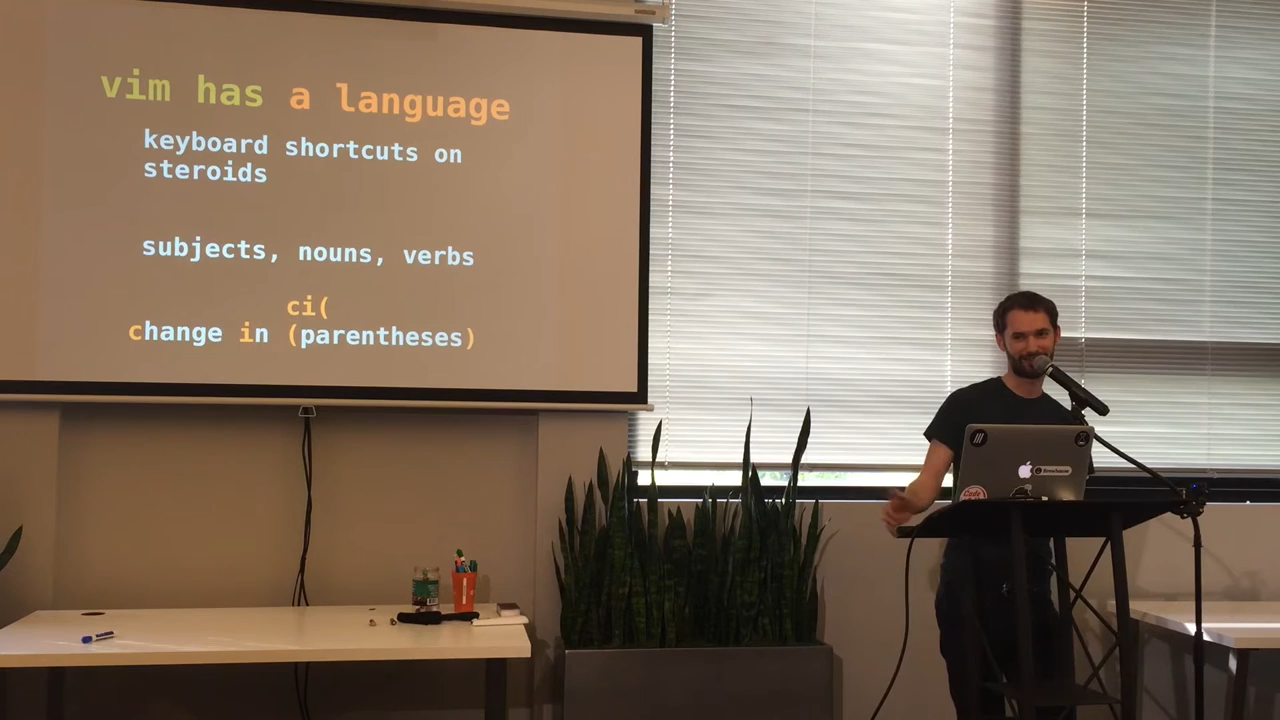 vim has a language
keyboard shortcuts on
steroids
subjects, nouns, verbs
ci(
change in (parentheses)